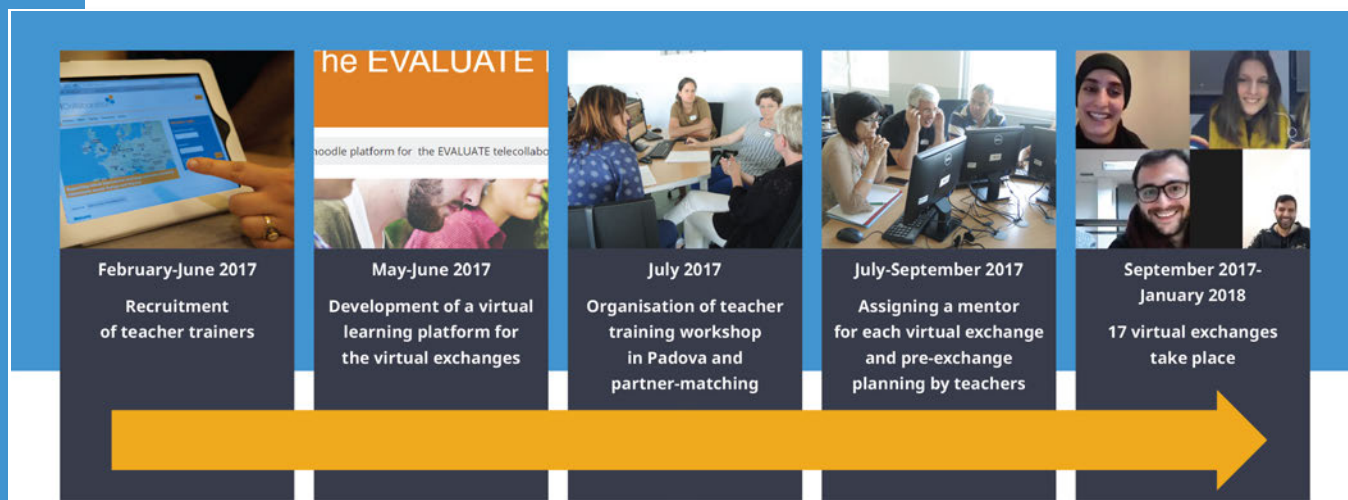 he EVALUATE
noodle platform for the EVALUATE telecollabo
February-June 2017
Recruitment
of teacher trainers
May-June 2017
Development of a virtual
learning platform for
the virtual exchanges
July 2017
Organisation of teacher
training workshop
in Padova and
partner-matching
July-September 2017
Assigning a mentor
for each virtual exchange
and pre-exchange
planning by teachers
September 2017-
January 2018
17 virtual exchanges
take place